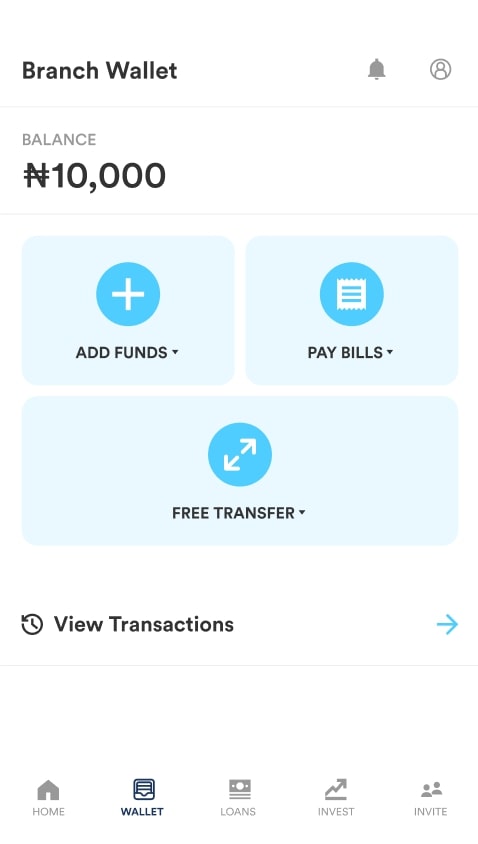 Branch Wallet
BALANCE
₦10,000
ADD FUNDS
PAY BILLS
FREE TRANSFER
View Transactions
HOME
WALLET
LOANS
INVEST
INVITE